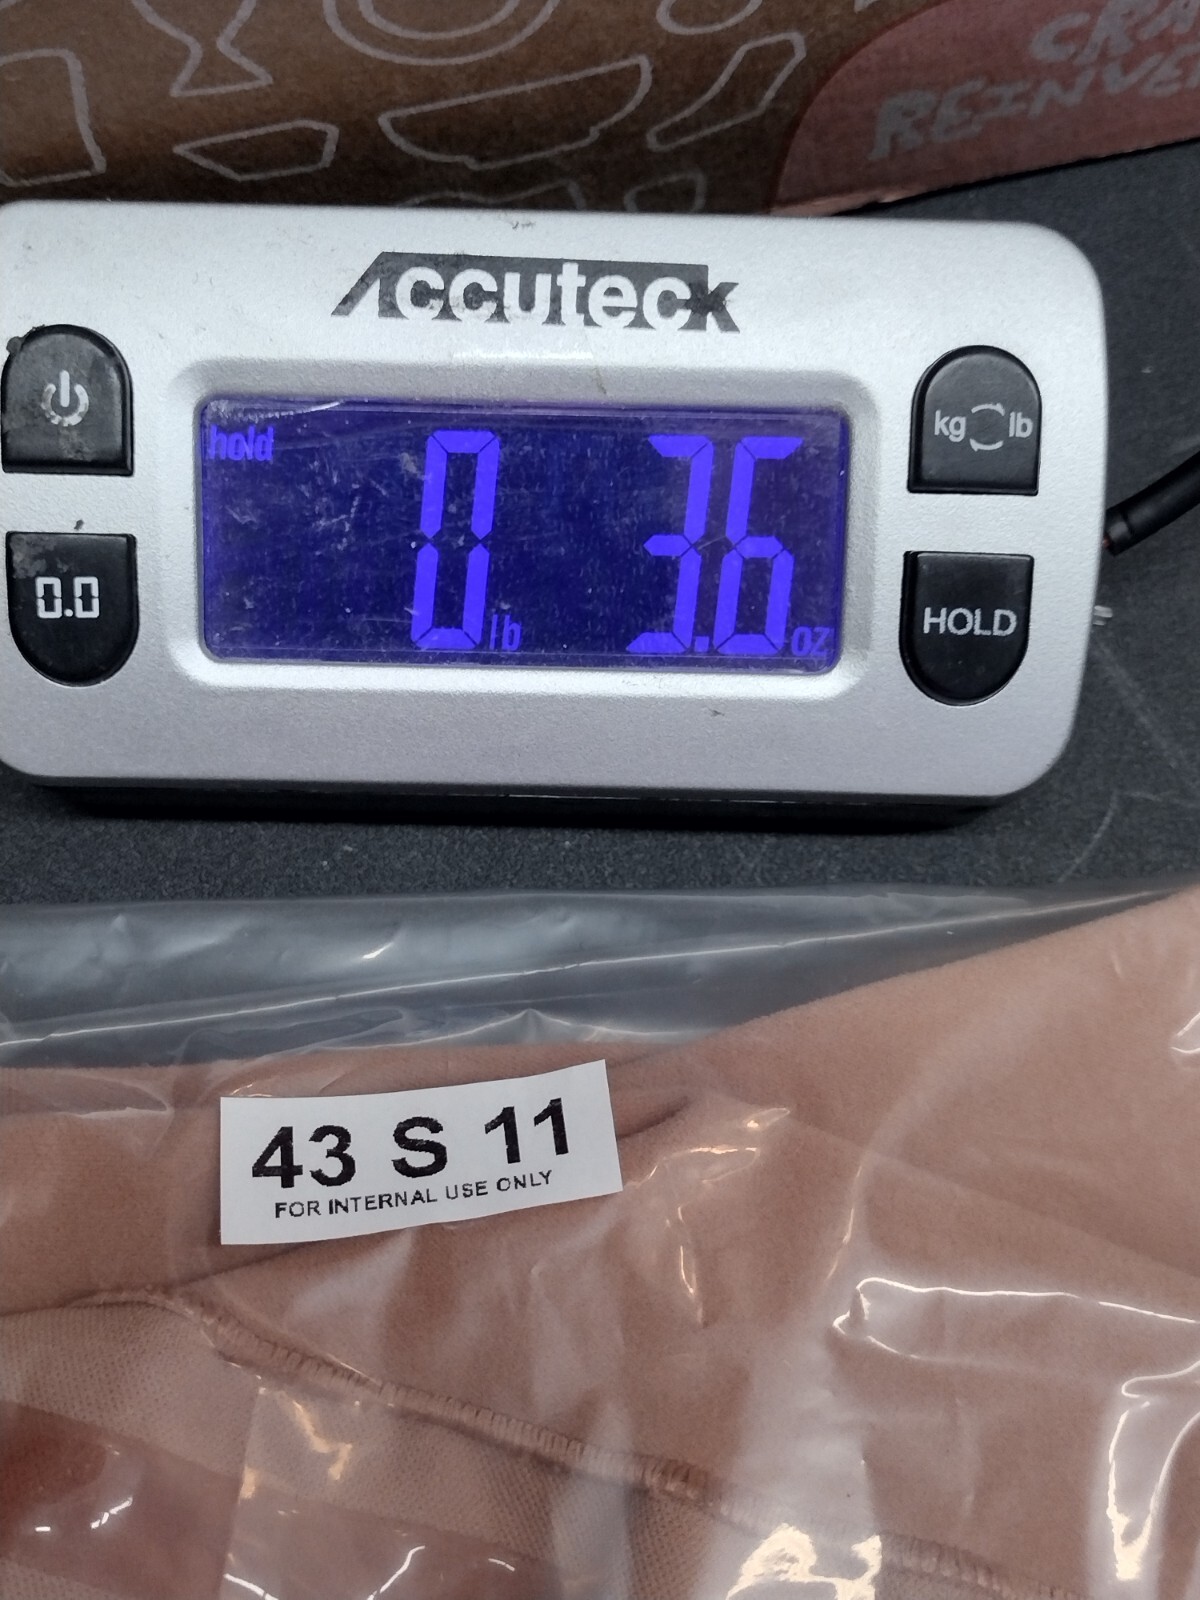 Accuteck
hold
0 lb 3.6 oz
kg lb
0.0
HOLD
43 S 11
FOR INTERNAL USE ONLY